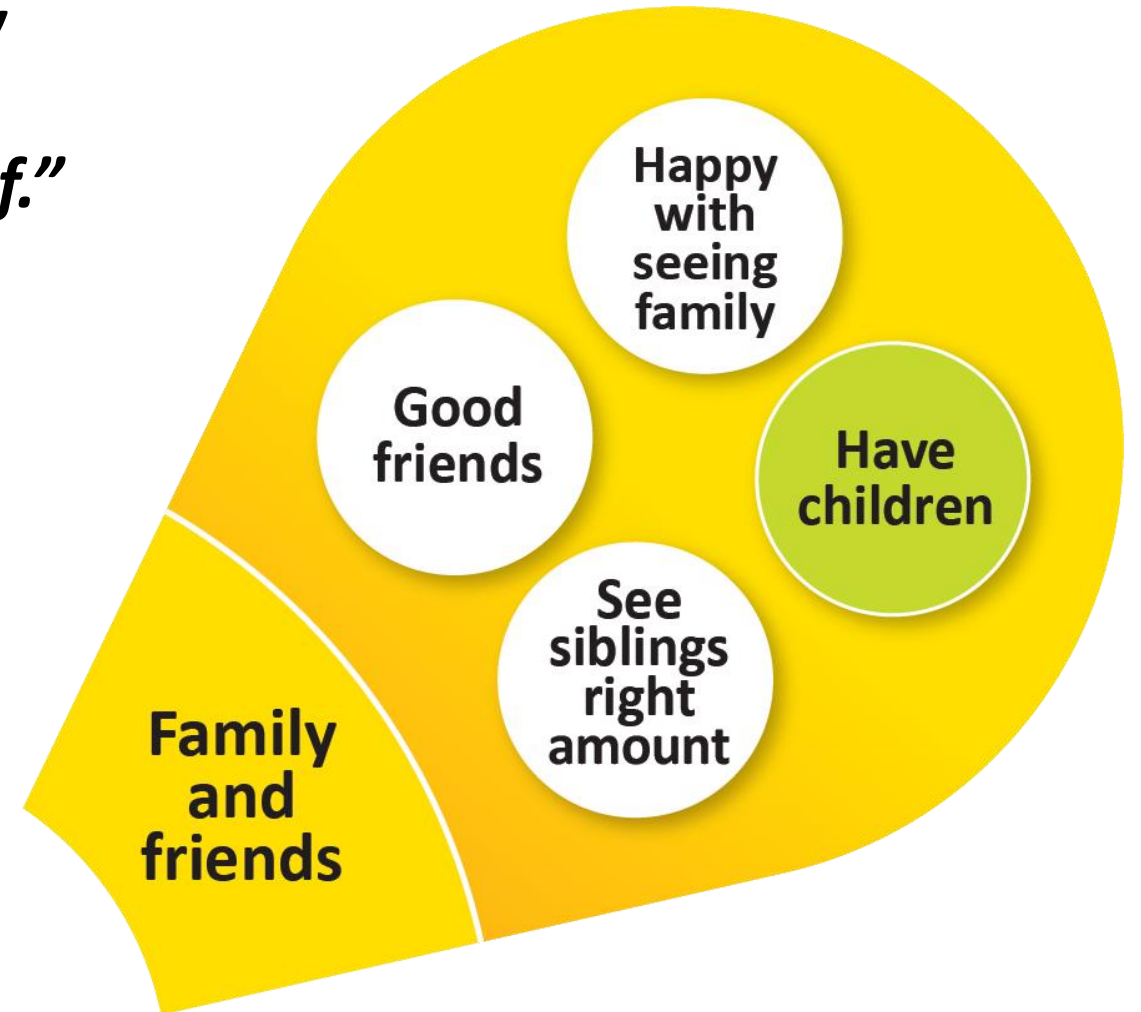 f.”
Happy
with
seeing
family
Good
friends
Have
children
See
siblings
right
amount
Family
and
friends